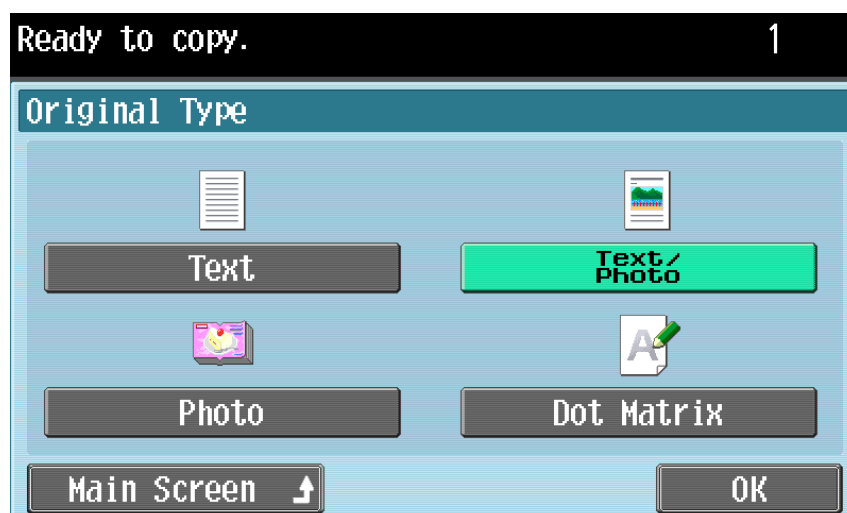 Ready to copy. 1
Original Type
Text
Text/
Photo
Photo
Dot Matrix
Main Screen
OK